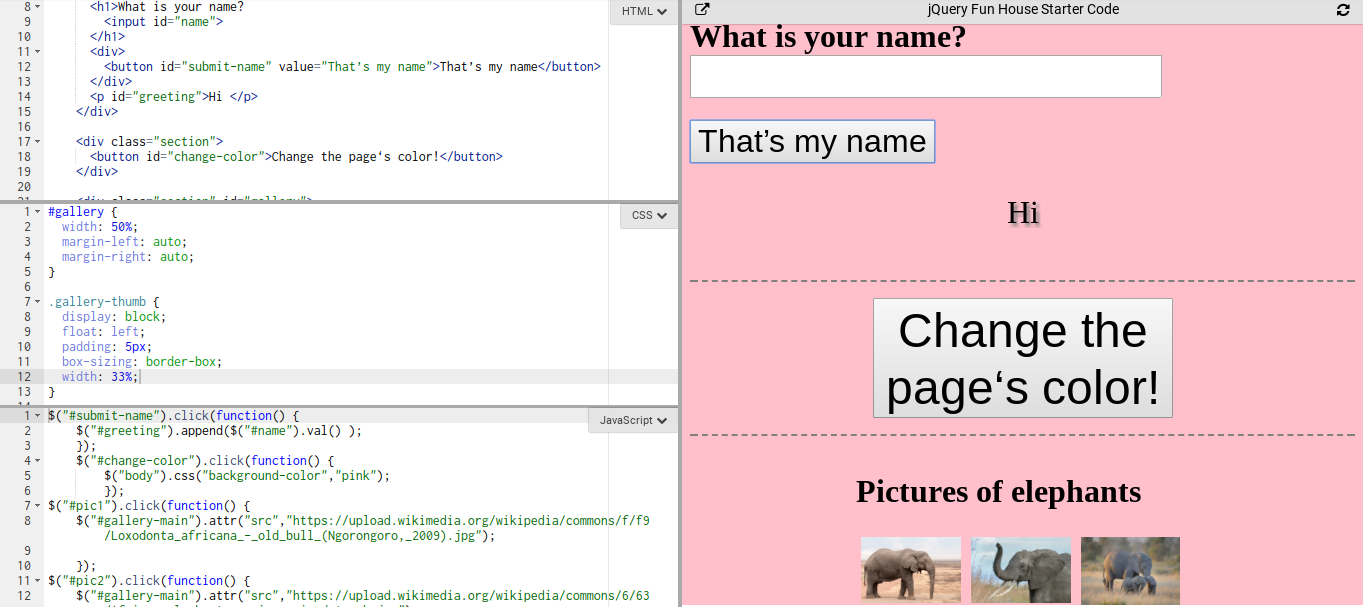 8 <h1>What is your name?
9 <input id="name">
10 </h1>
11 <div>
12 <button id="submit-name" value="That’s my name">That’s my name</button>
13 </div>
14 <p id="greeting">Hi </p>
15 </div>
16
17 <div class="section">
18 <button id="change-color">Change the page‘s color!</button>
19 </div>
20
21 <div class="section" id="gallery">
HTML
1 #gallery {
2 width: 50%;
3 margin-left: auto;
4 margin-right: auto;
5 }
6
7 .gallery-thumb {
8 display: block;
9 float: left;
10 padding: 5px;
11 box-sizing: border-box;
12 width: 33%;
13 }
CSS
1 $("#submit-name").click(function() {
2 $("#greeting").append($("#name").val() );
3 });
4 $("#change-color").click(function() {
5 $("body").css("background-color","pink");
6 });
7 $("#pic1").click(function() {
8 $("#gallery-main").attr("src","https://upload.wikimedia.org/wikipedia/commons/f/f9
/Loxodonta_africana_-_old_bull_(Ngorongoro,_2009).jpg");
9
10 });
11 $("#pic2").click(function() {
12 $("#gallery-main").attr("src","https://upload.wikimedia.org/wikipedia/commons/6/63
JavaScript
jQuery Fun House Starter Code
What is your name?
That’s my name
Hi
Change the
page‘s color!
Pictures of elephants